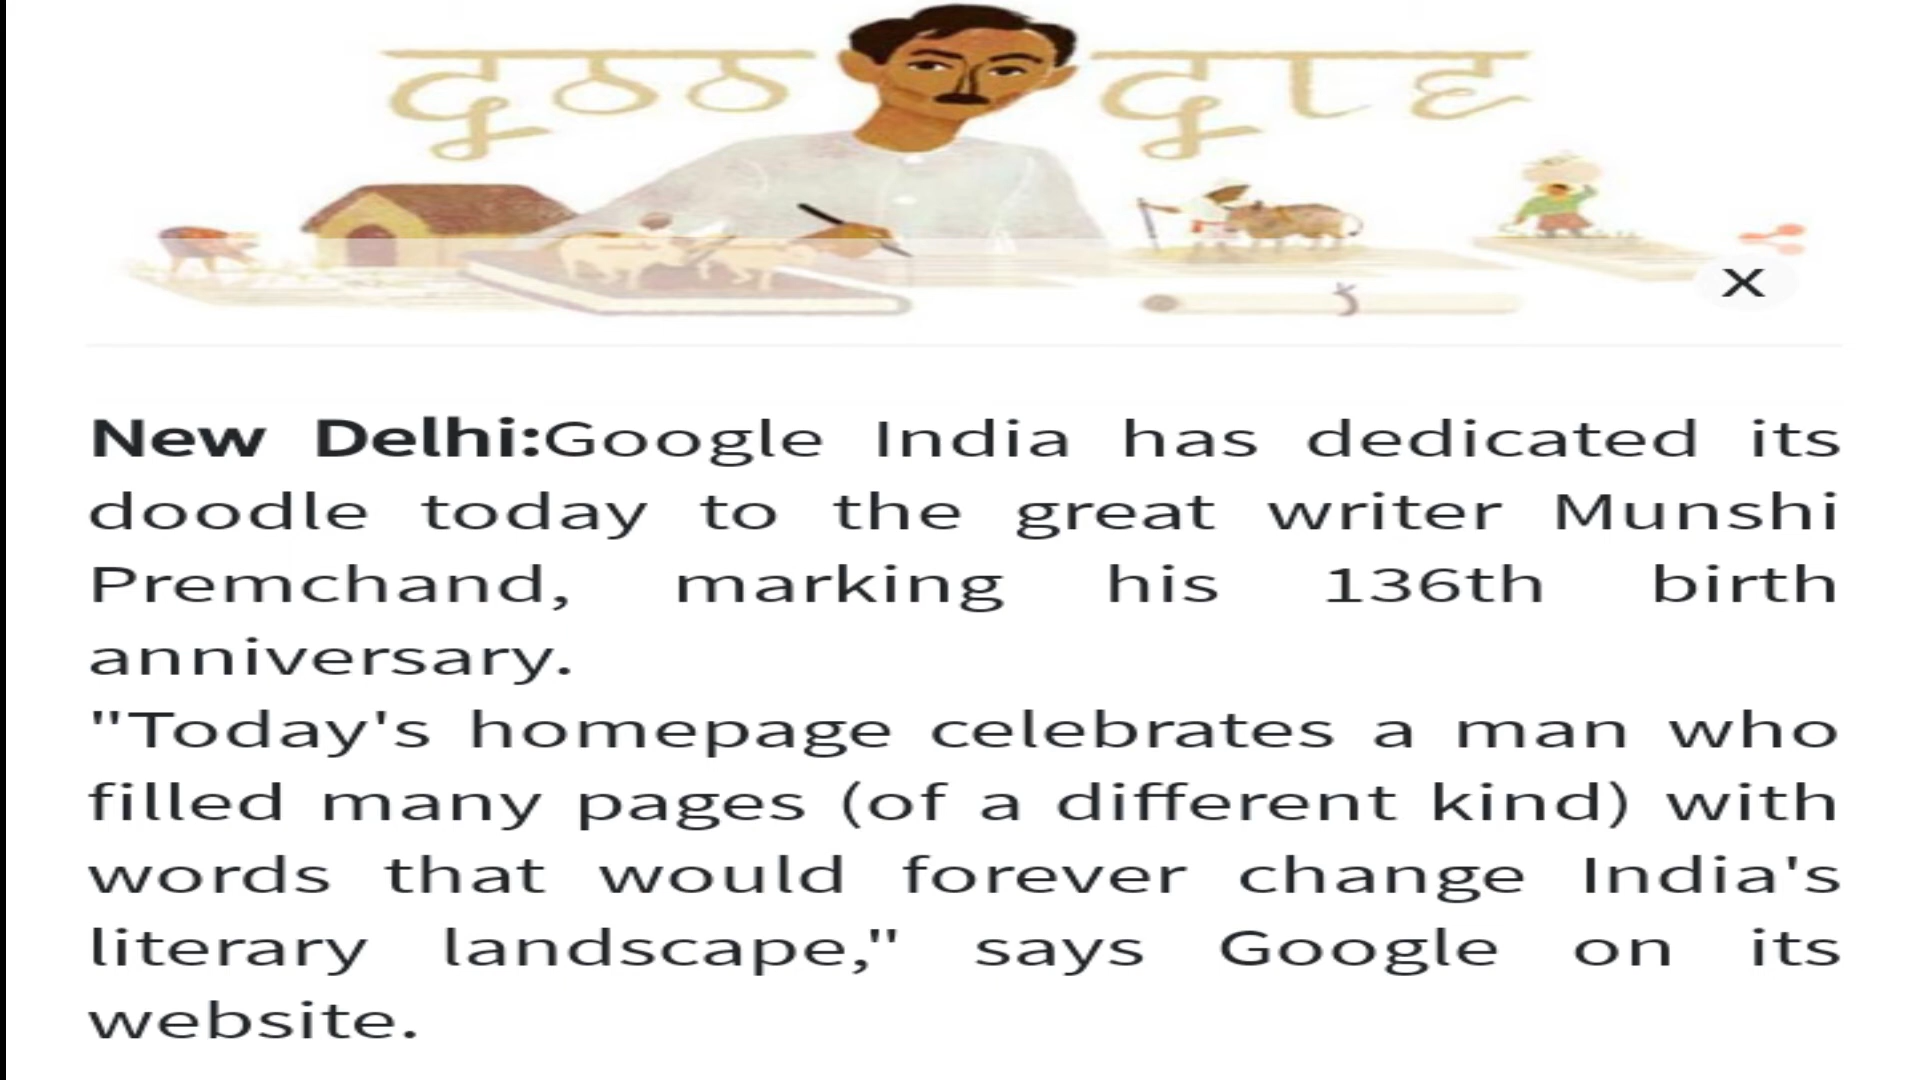 New Delhi:Google India has dedicated its
doodle today to the great writer Munshi
Premchand, marking his 136th birth
anniversary.
"Today's homepage celebrates a man who
filled many pages (of a different kind) with
words that would forever change India's
literary landscape," says Google on its
website.